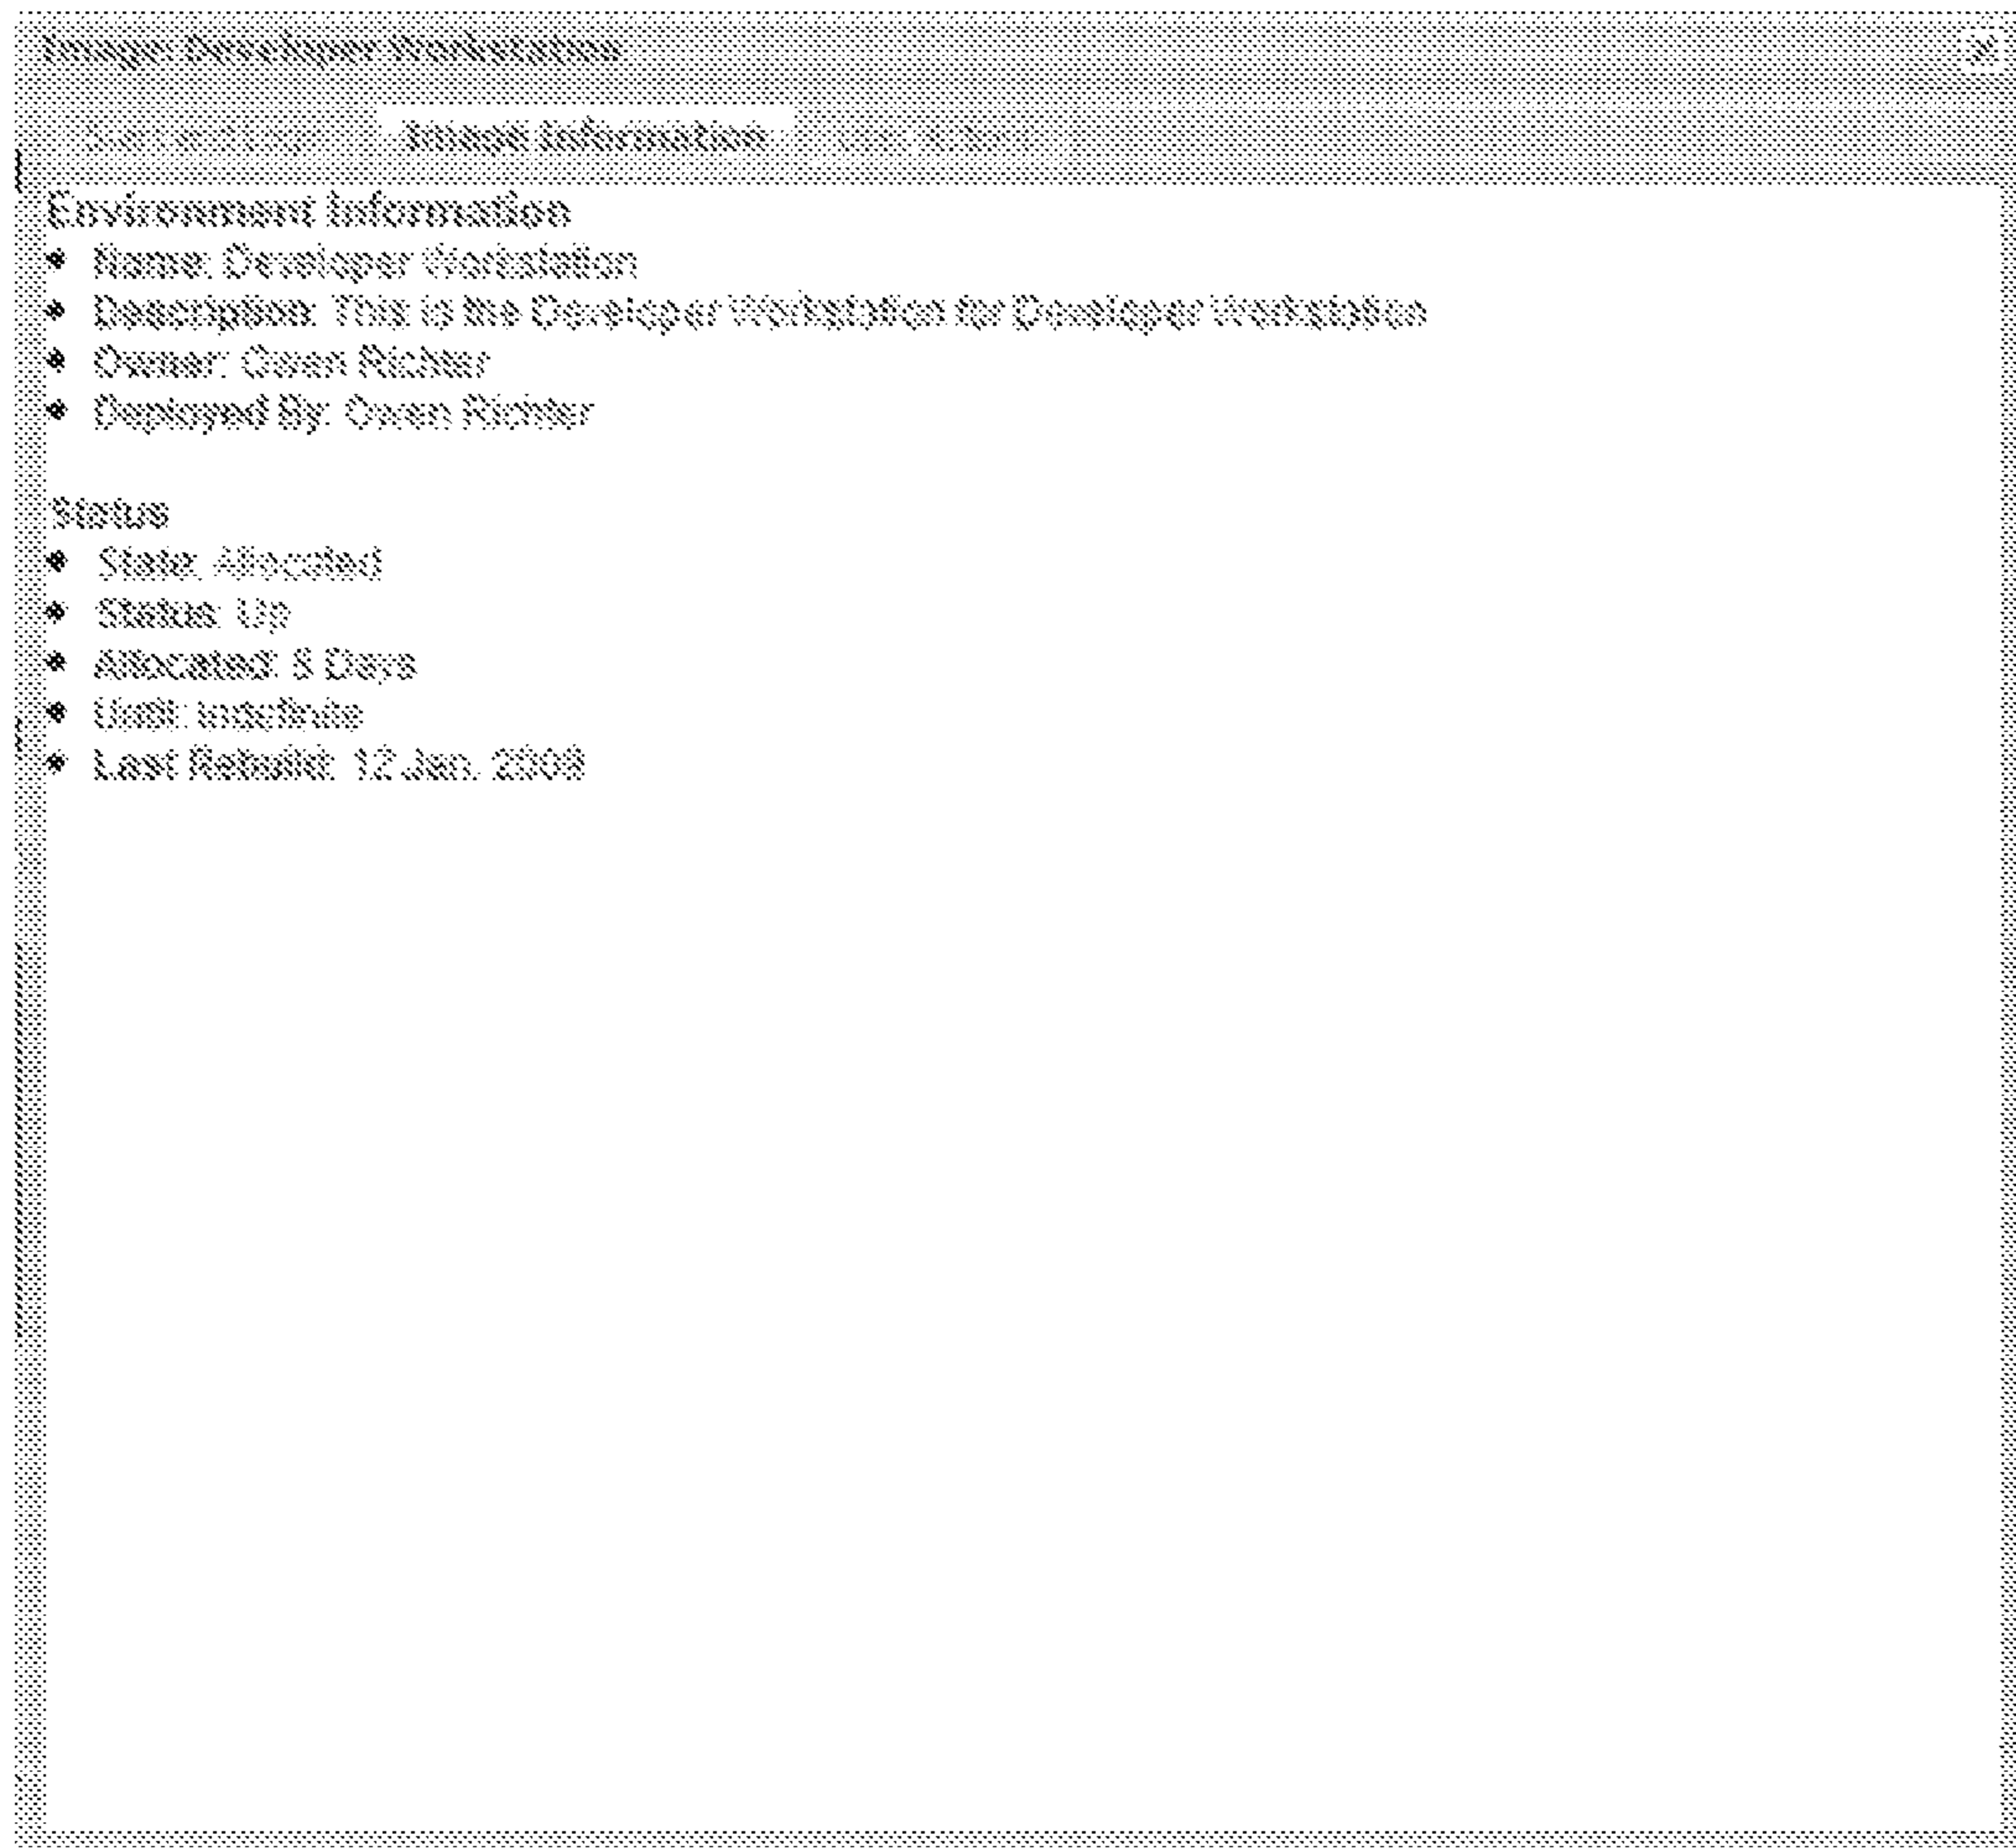 Image: Developer Workstation
Image Information
Environment Information
• Name: Developer Workstation
• Description: This is the Developer Workstation for Developer Workstation
• Owner: Owen Richter
• Deployed By: Owen Richter
Status
• State: Allocated
• Status: Up
• Allocated: Days
• Until: Indefinite
• Last Rebuild: 12 Jan.